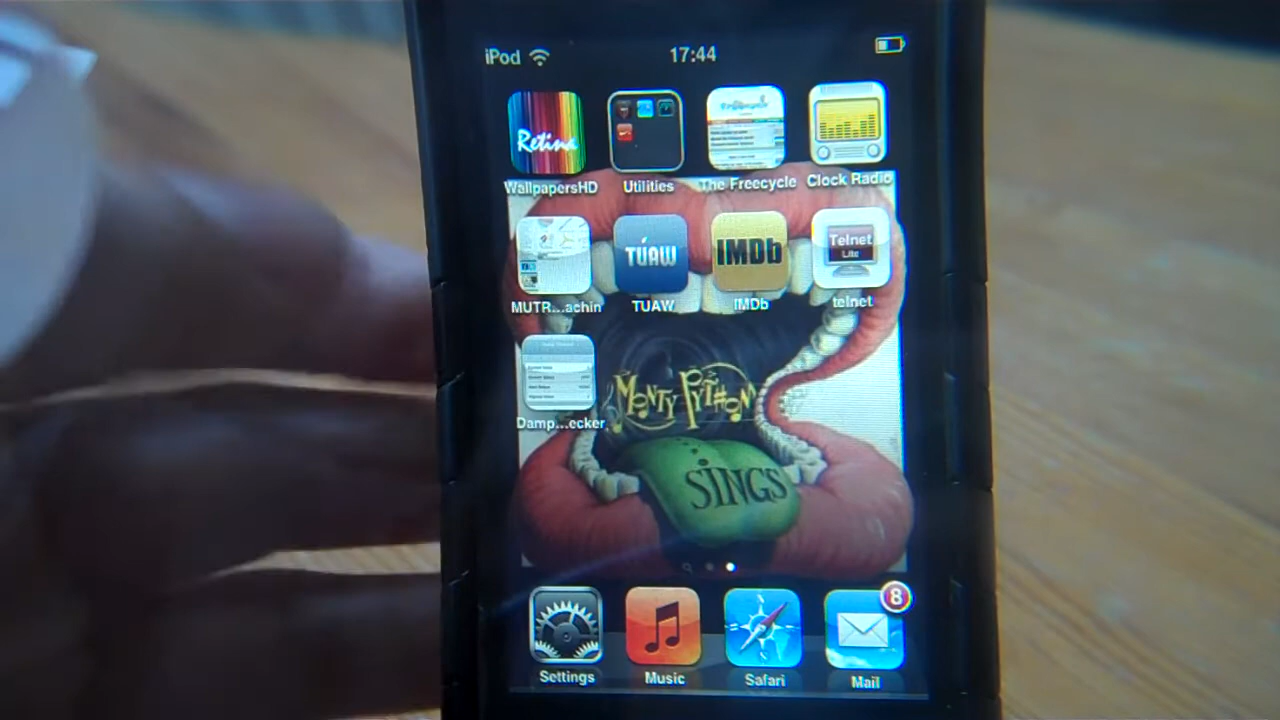 iPod 17:44
Retina
WallpapersHD Utilities The Freecycle Clock Radio
TUAW IMDb Telnet
Lite
MUTR...achin TUAW IMDb telnet
MONTY PYTHON
Damp...ecker
SINGS
8
Settings Music Safari Mail